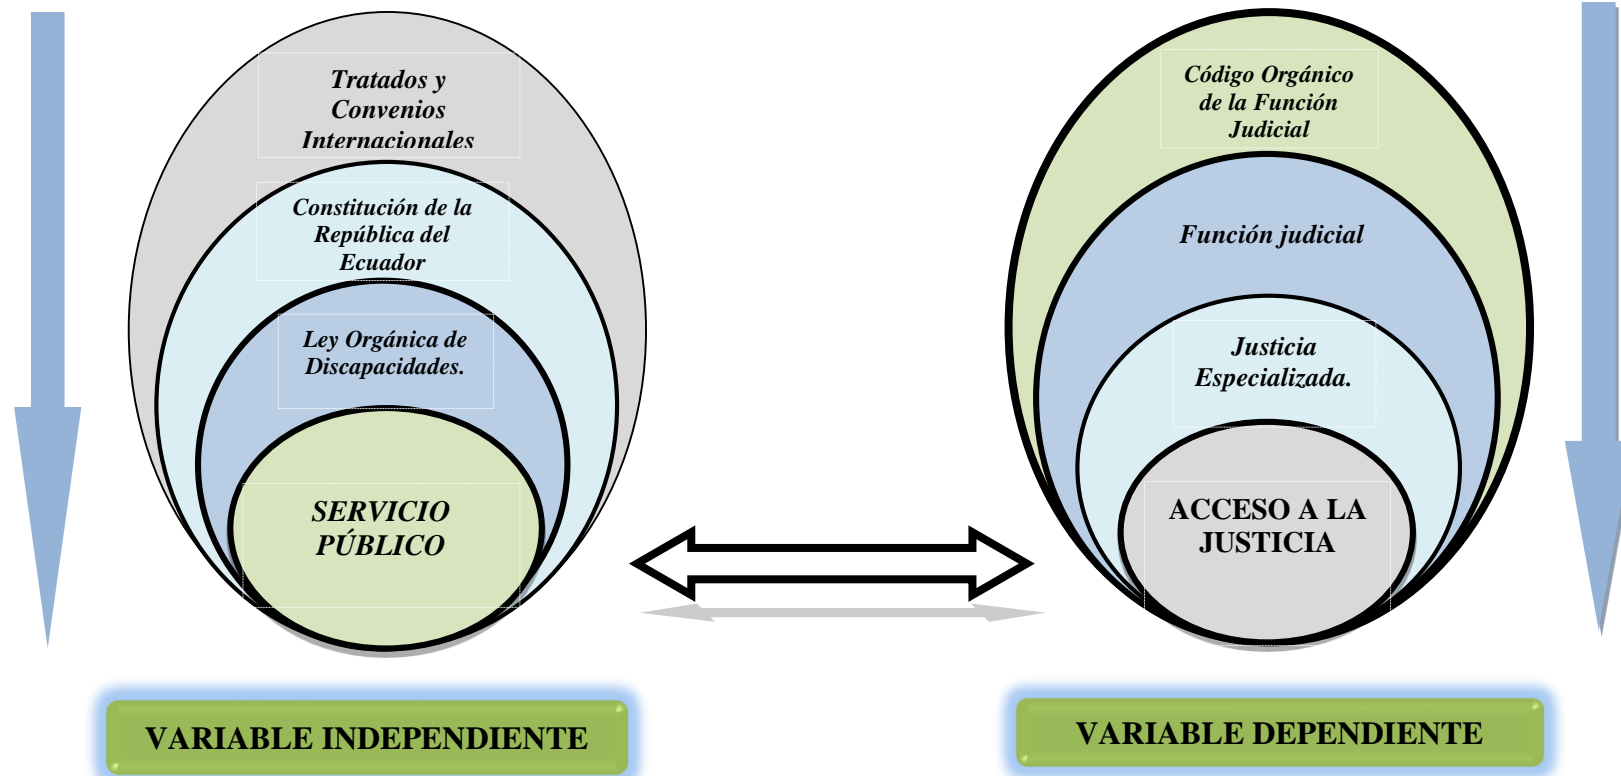 Tratados y
Convenios
Internacionales
Constitución de la
República del
Ecuador
Ley Orgánica de
Discapacidades.
SERVICIO
PÚBLICO
VARIABLE INDEPENDIENTE
Código Orgánico
de la Función
Judicial
Función judicial
Justicia
Especializada.
ACCESO A LA
JUSTICIA
VARIABLE DEPENDIENTE